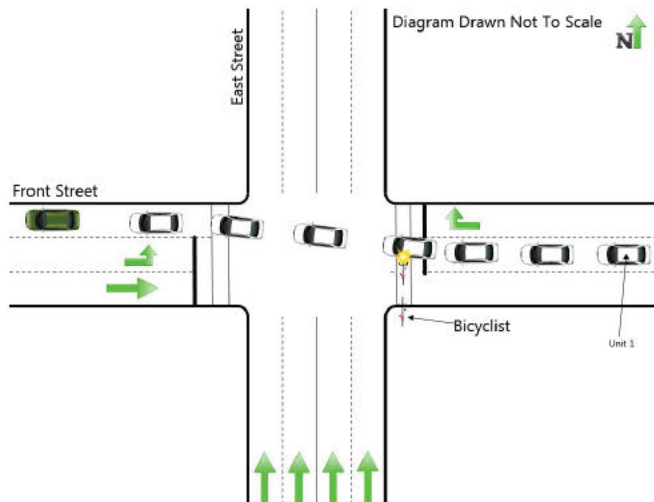 Diagram Drawn Not To Scale
N
East Street
Front Street
Bicyclist
Unit 1